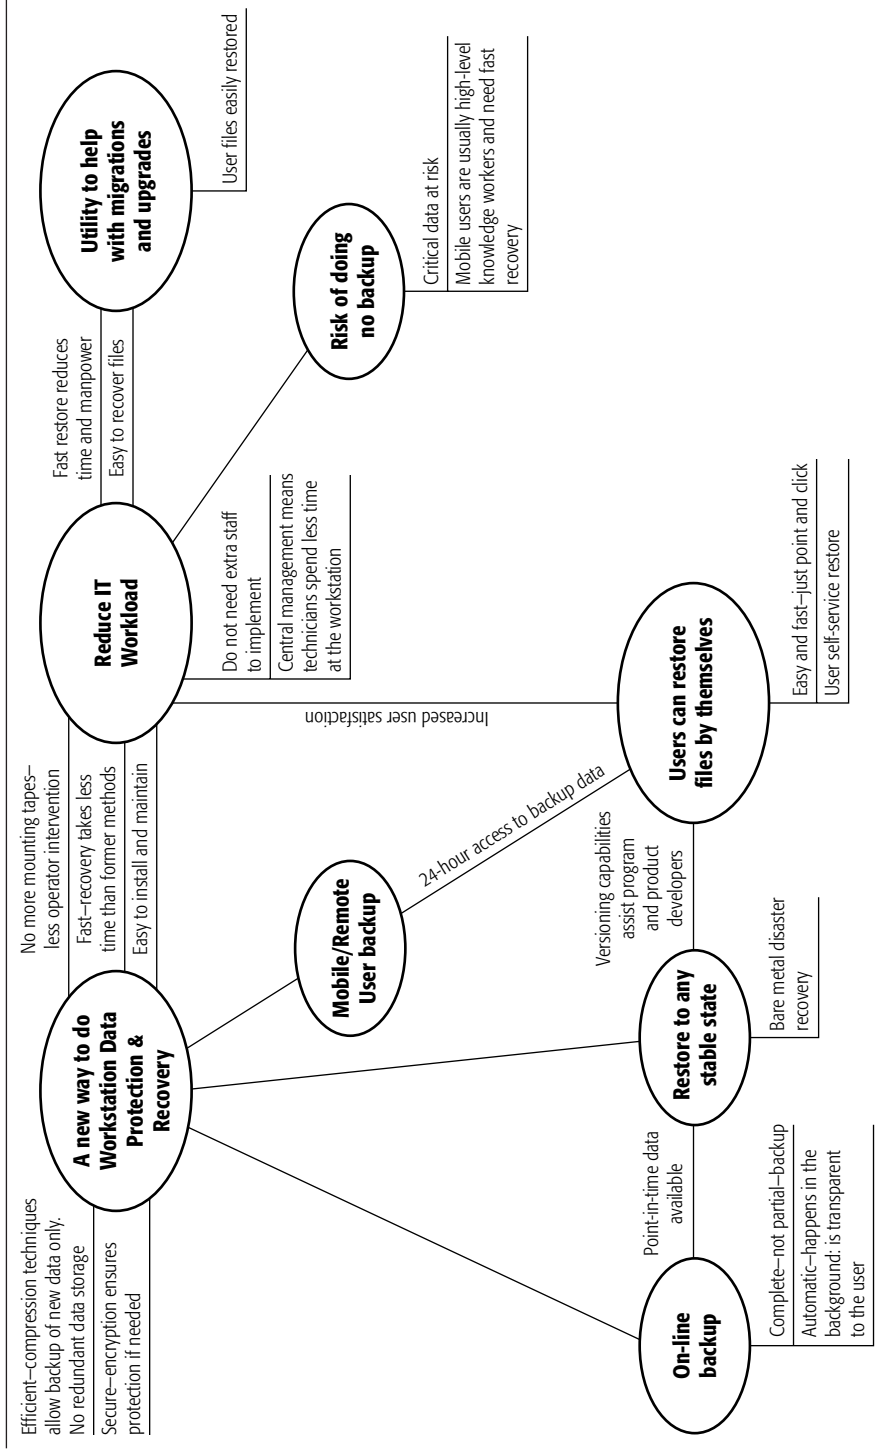 Efficient–compression techniques
allow backup of new data only.
No redundant data storage
Secure–encryption ensures
protection if needed
A new way to do
Workstation Data
Protection &
Recovery
No more mounting tapes–
less operator intervention
Fast–recovery takes less
time than former methods
Easy to install and maintain
Reduce IT
Workload
Fast restore reduces
time and manpower
Easy to recover files
Utility to help
with migrations
and upgrades
User files easily restored
Do not need extra staff
to implement
Central management means
technicians spend less time
at the workstation
Risk of doing
no backup
Critical data at risk
Mobile users are usually high-level
knowledge workers and need fast
recovery
Increased user satisfaction
Mobile/Remote
User backup
24-hour access to backup data
On-line
backup
Complete–not partial–backup
Automatic–happens in the
background: is transparent
to the user
Point-in-time data
available
Restore to any
stable state
Bare metal disaster
recovery
Versioning capabilities
assist program
and product
developers
Users can restore
files by themselves
Easy and fast–just point and click
User self-service restore